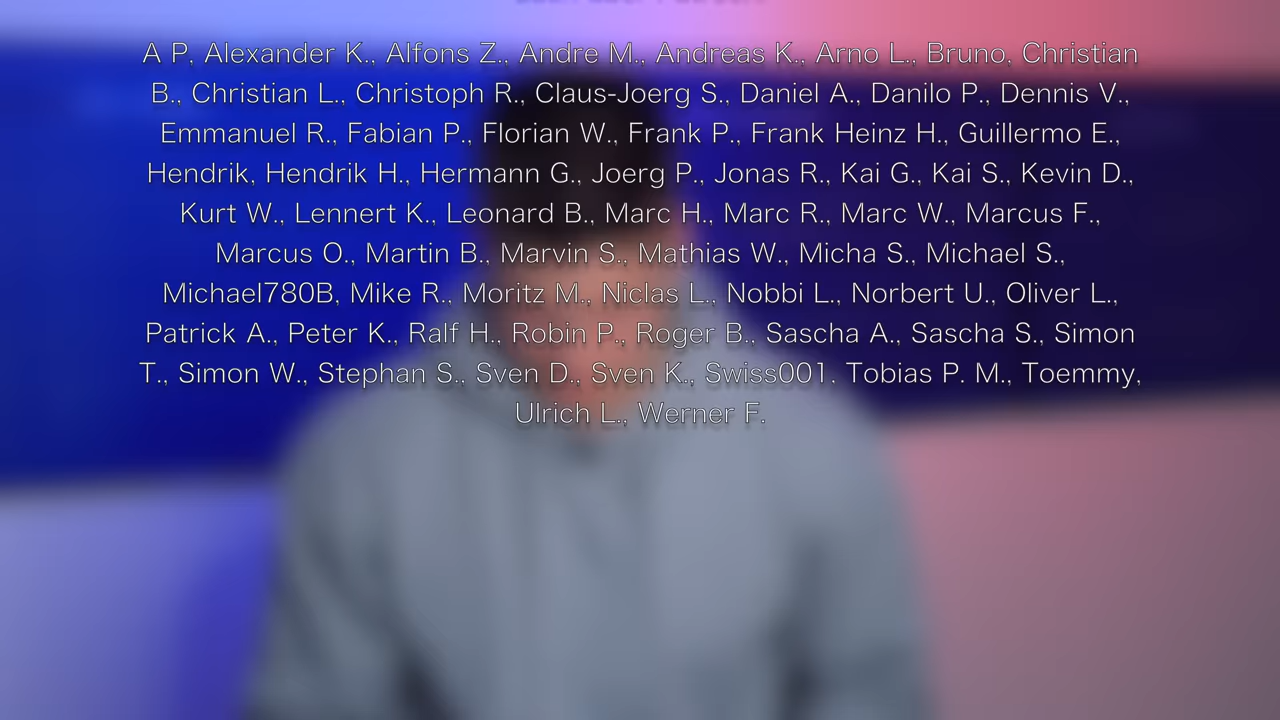 A P, Alexander K., Alfons Z., Andre M., Andreas K., Arno L., Bruno, Christian
B., Christian L., Christoph R., Claus-Joerg S., Daniel A., Danilo P., Dennis V.,
Emmanuel R., Fabian P., Florian W., Frank P., Frank Heinz H., Guillermo E.,
Hendrik, Hendrik H., Hermann G., Joerg P., Jonas R., Kai G., Kai S., Kevin D.,
Kurt W., Lennert K., Leonard B., Marc H., Marc R., Marc W., Marcus F.,
Marcus O., Martin B., Marvin S., Mathias W., Micha S., Michael S.,
Michael780B, Mike R., Moritz M., Niclas L., Nobbi L., Norbert U., Oliver L.,
Patrick A., Peter K., Ralf H., Robin P., Roger B., Sascha A., Sascha S., Simon
T., Simon W., Stephan S., Sven D., Sven K., Swiss001, Tobias P. M., Toemmy,
Ulrich L., Werner F.